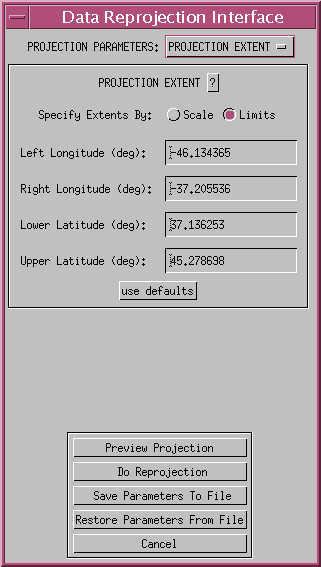 Data Reprojection Interface
PROJECTION PARAMETERS: PROJECTION EXTENT
PROJECTION EXTENT ?
Specify Extents By: Scale Limits
Left Longitude (deg): -46.134365
Right Longitude (deg): -37.205536
Lower Latitude (deg): 37.136253
Upper Latitude (deg): 45.278698
use defaults
Preview Projection
Do Reprojection
Save Parameters To File
Restore Parameters From File
Cancel